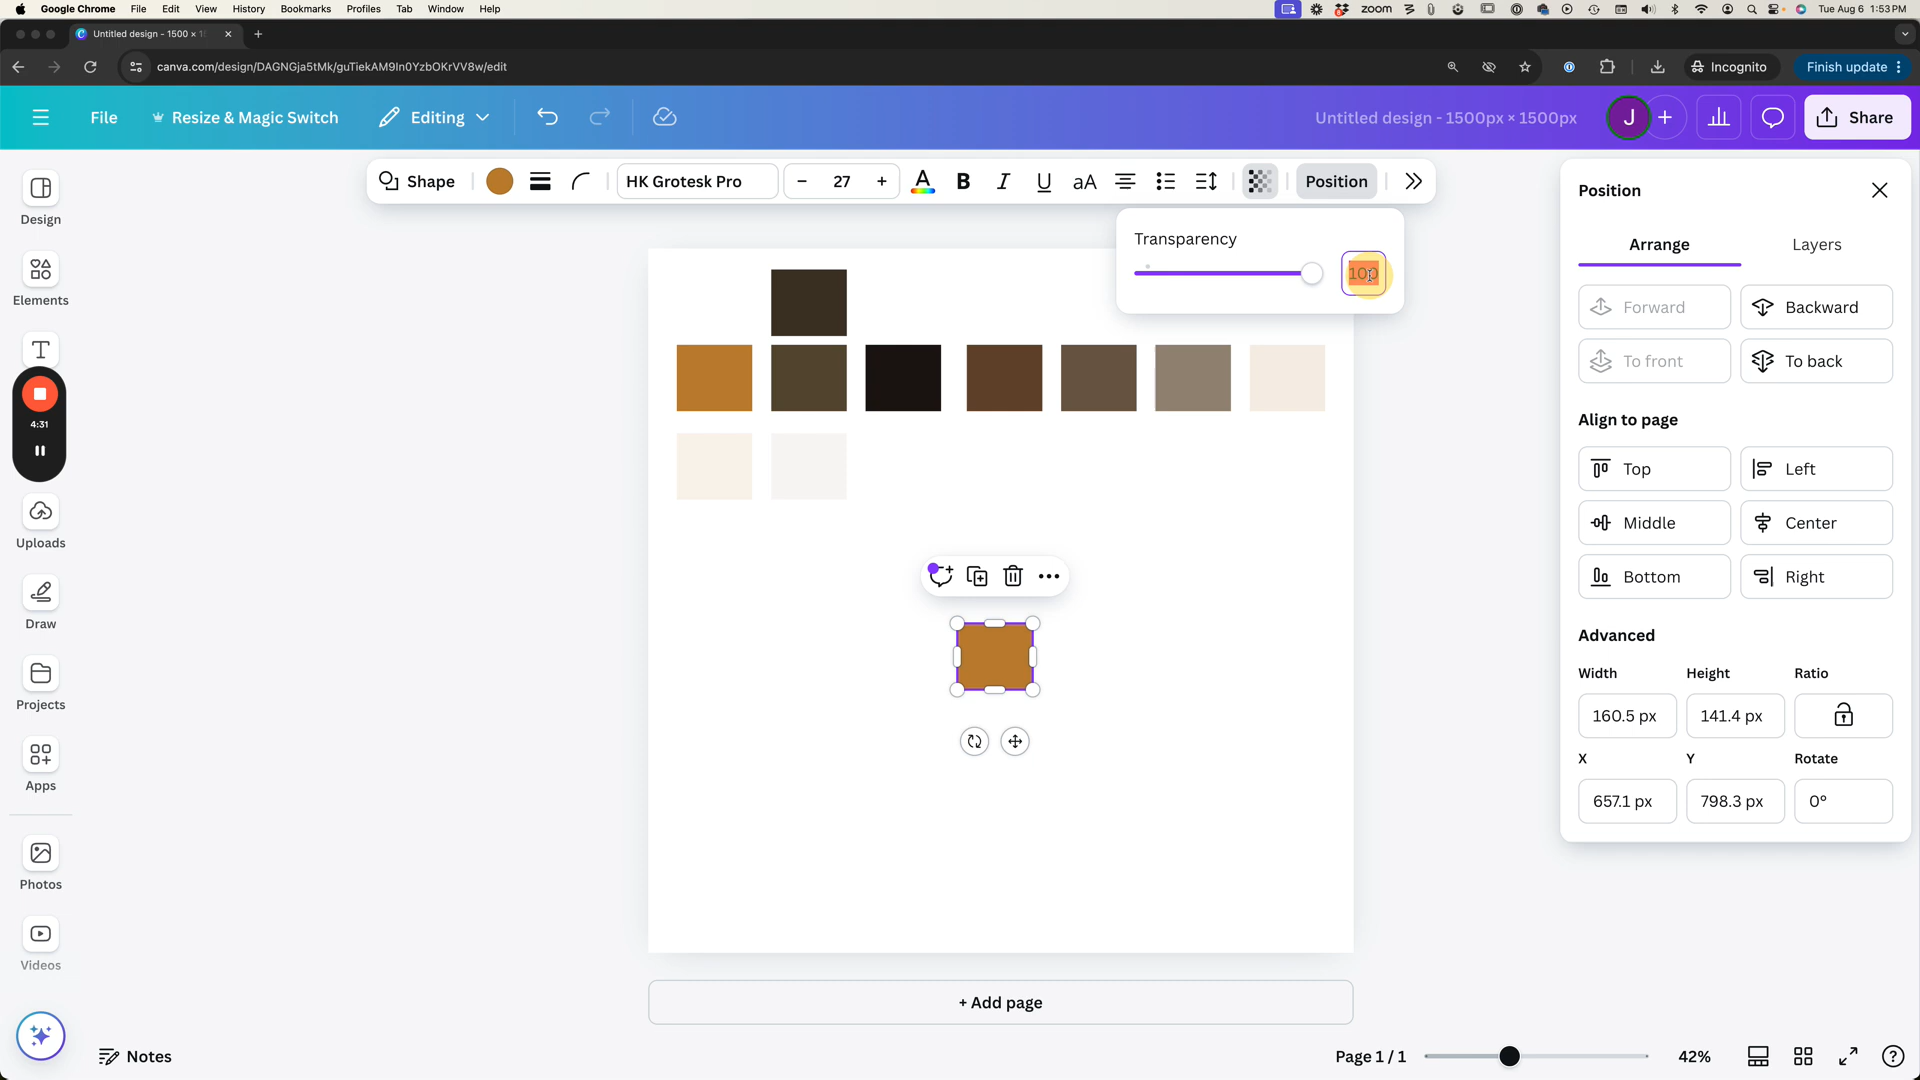 Google Chrome File Edit View History Bookmarks Profiles Tab Window Help zoom Tue Aug 6 1:53 PM
Untitled design - 1500 × 1
canva.com/design/DAGNGja5tMk/guTiekAM9In0YzbOKrVV8w/edit Incognito Finish update
File Resize & Magic Switch Editing Untitled design - 1500px × 1500px J Share
Shape HK Grotesk Pro 27 A B I U aA Position
Design
Elements
T
4:31
Uploads
Draw
Projects
Apps
Photos
Videos
Transparency
100
Position
Arrange Layers
Forward Backward
To front To back
Align to page
Top Left
Middle Center
Bottom Right
Advanced
Width Height Ratio
160.5 px 141.4 px
X Y Rotate
657.1 px 798.3 px 0°
+ Add page
Notes Page 1 / 1 42%